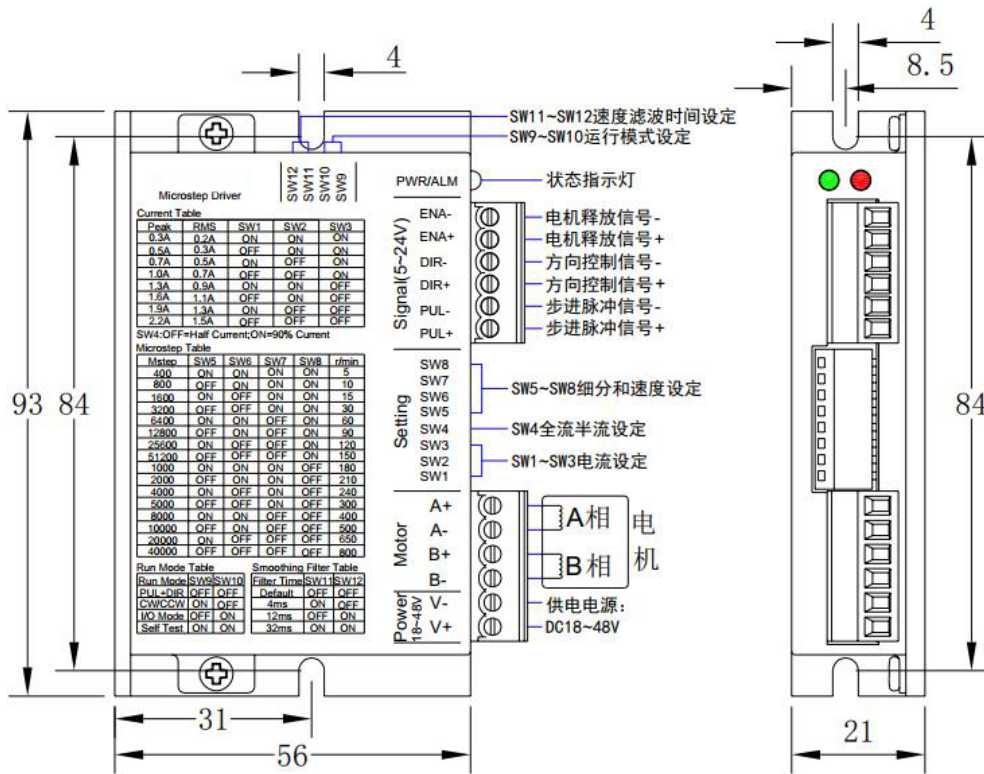 4
4
8.5
SW11~SW12速度滤波时间设定
SW9~SW10运行模式设定
SW12
SW11
SW10
SW9
Microstep Driver
PWR/ALM
状态指示灯
Current Table
Peak RMS SW1 SW2 SW3
0.3A 0.2A ON ON ON
0.5A 0.3A OFF ON ON
0.7A 0.5A ON OFF ON
1.0A 0.7A OFF OFF ON
1.3A 0.9A ON ON OFF
1.6A 1.1A OFF ON OFF
1.9A 1.3A ON OFF OFF
2.2A 1.5A OFF OFF OFF
SW4:OFF=Half Current;ON=90% Current
Signal(5~24V)
ENA- 电机释放信号-
ENA+ 电机释放信号+
DIR- 方向控制信号-
DIR+ 方向控制信号+
PUL- 步进脉冲信号-
PUL+ 步进脉冲信号+
Microstep Table
Mstep SW5 SW6 SW7 SW8 r/min
400 ON ON ON ON 5
800 OFF ON ON ON 10
1600 ON OFF ON ON 15
3200 OFF OFF ON ON 30
6400 ON ON OFF ON 60
12800 OFF ON OFF ON 90
25600 ON OFF OFF ON 120
51200 OFF OFF OFF ON 150
1000 ON ON ON OFF 180
2000 OFF ON ON OFF 210
4000 ON OFF ON OFF 240
5000 OFF OFF ON OFF 300
8000 ON ON OFF OFF 400
10000 OFF ON OFF OFF 500
20000 ON OFF OFF OFF 650
40000 OFF OFF OFF OFF 800
Setting
SW8
SW7
SW6
SW5
SW5~SW8细分和速度设定
SW4 SW4全流半流设定
SW3
SW2
SW1
SW1~SW3电流设定
Motor
A+
A-
B+
B-
A相
B相
电机
Run Mode Table
Run Mode SW9 SW10
PUL+DIR OFF OFF
CW/CCW ON OFF
I/O Mode OFF ON
Self Test ON ON
Smoothing Filter Table
Filter Time SW11 SW12
Default OFF OFF
4ms ON OFF
12ms OFF ON
32ms ON ON
Power
18~48V
V- 供电电源：
V+ DC18~48V
93
84
84
31
56
21